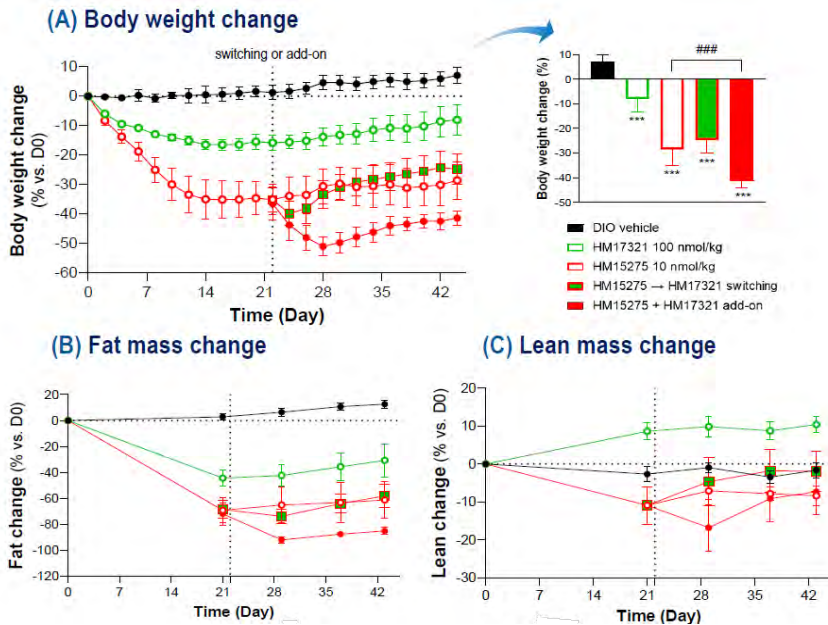 (A) Body weight change
switching or add-on
Body weight change
(% vs. D0)
10
0
-10
-20
-30
-40
-50
-60
0 7 14 21 28 35 42
Time (Day)
Body weight change (%)
10
0
-10
-20
-30
-40
-50
###
***
***
***
***
DIO vehicle
HM17321 100 nmol/kg
HM15275 10 nmol/kg
HM15275 → HM17321 switching
HM15275 + HM17321 add-on
(B) Fat mass change
Fat change (% vs. D0)
20
0
-20
-40
-60
-80
-100
-120
0 7 14 21 28 35 42
Time (Day)
(C) Lean mass change
Lean change (% vs. D0)
20
10
0
-10
-20
-30
0 7 14 21 28 35 42
Time (Day)